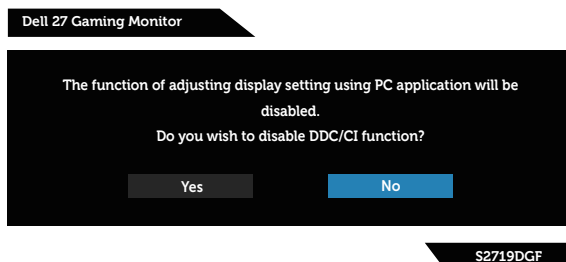 Dell 27 Gaming Monitor
The function of adjusting display setting using PC application will be
disabled.
Do you wish to disable DDC/CI function?
Yes
No
S2719DGF